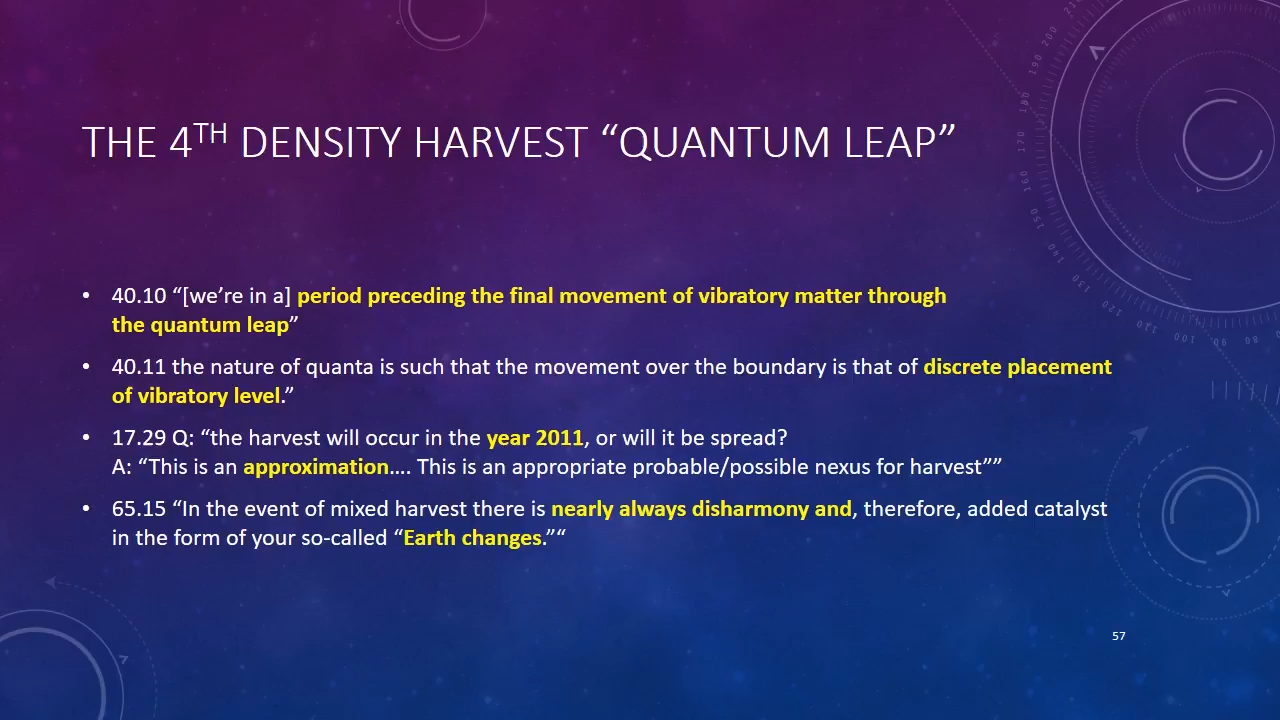 THE 4TH DENSITY HARVEST “QUANTUM LEAP”
• 40.10 “[we’re in a] period preceding the final movement of vibratory matter through
the quantum leap”
• 40.11 the nature of quanta is such that the movement over the boundary is that of discrete placement
of vibratory level.”
• 17.29 Q: “the harvest will occur in the year 2011, or will it be spread?
A: “This is an approximation…. This is an appropriate probable/possible nexus for harvest””
• 65.15 “In the event of mixed harvest there is nearly always disharmony and, therefore, added catalyst
in the form of your so-called “Earth changes.”“
57